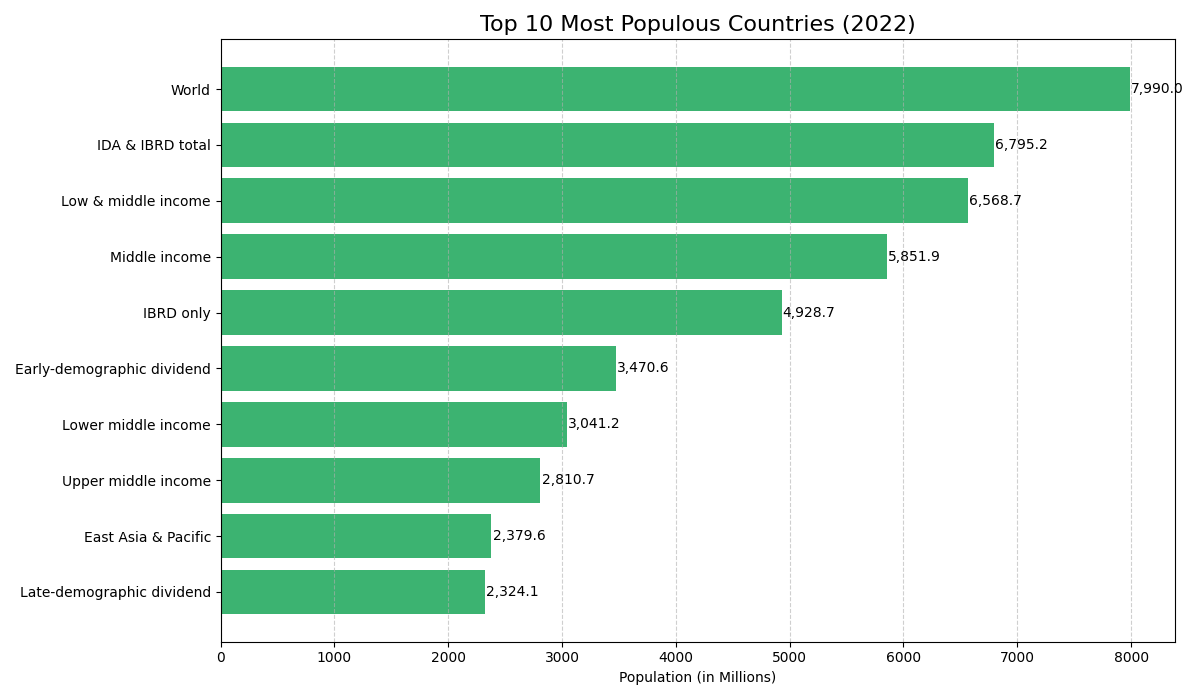 Top 10 Most Populous Countries (2022)
World 7,990.0
IDA & IBRD total 6,795.2
Low & middle income 6,568.7
Middle income 5,851.9
IBRD only 4,928.7
Early-demographic dividend 3,470.6
Lower middle income 3,041.2
Upper middle income 2,810.7
East Asia & Pacific 2,379.6
Late-demographic dividend 2,324.1
0 1000 2000 3000 4000 5000 6000 7000 8000
Population (in Millions)